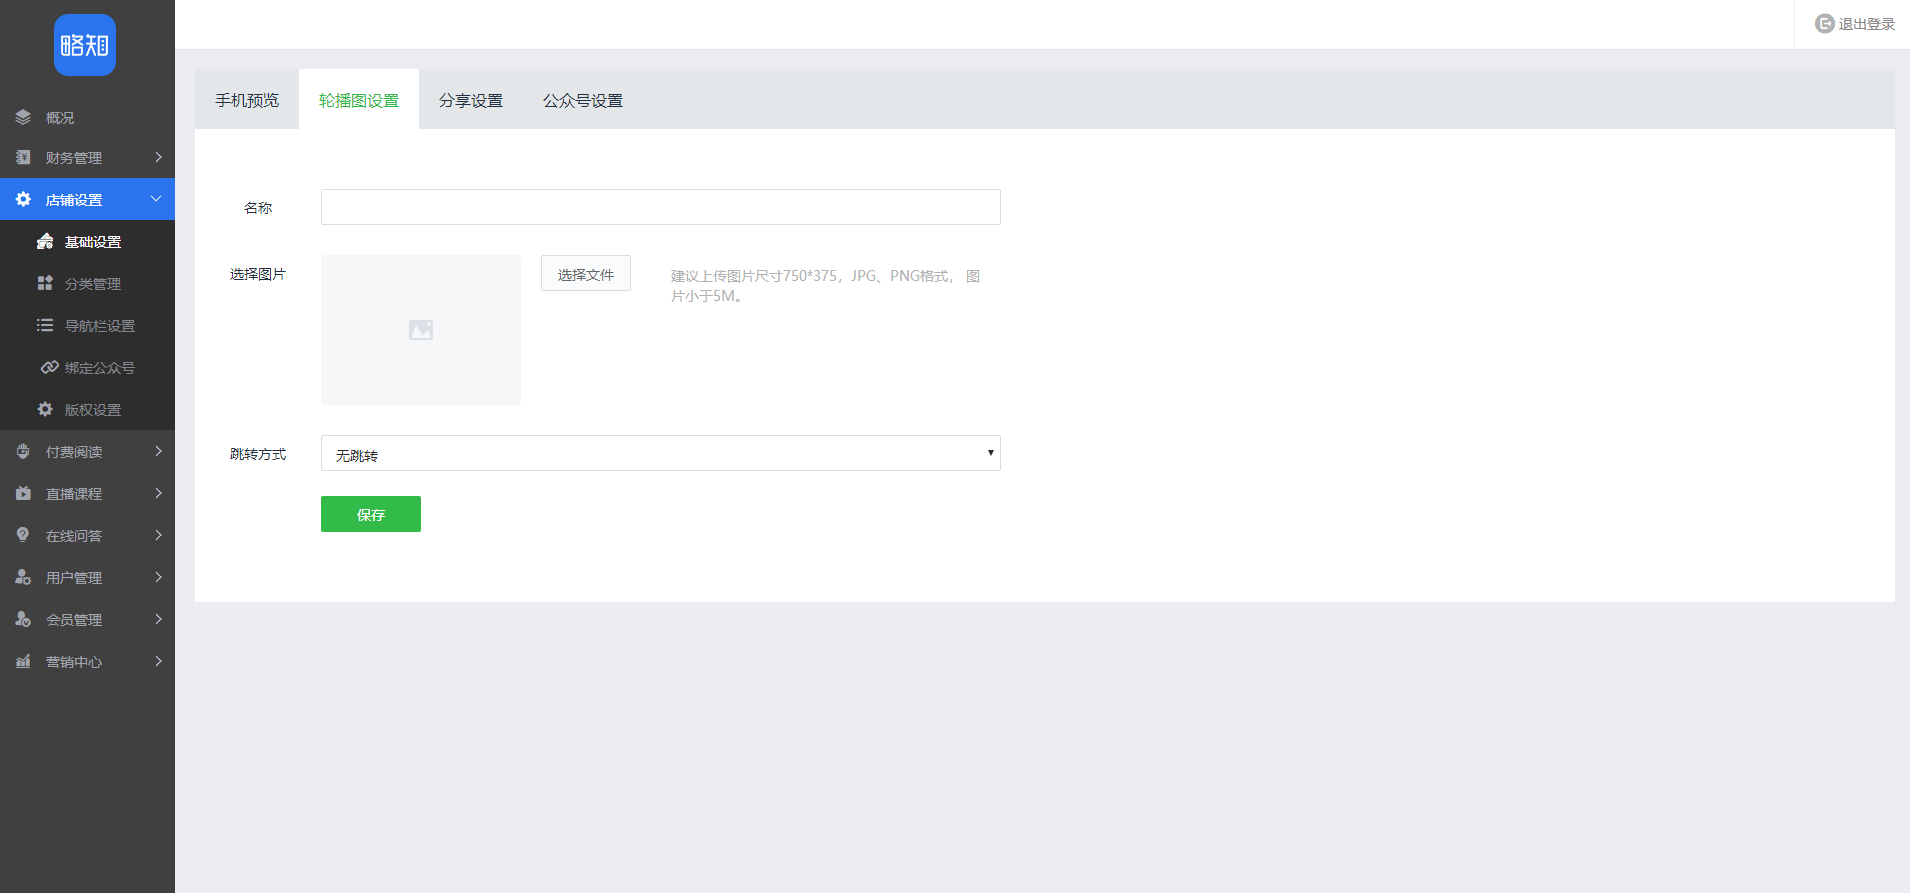 略知
退出登录
概况
财务管理
店铺设置
基础设置
分类管理
导航栏设置
绑定公众号
版权设置
付费阅读
直播课程
在线问答
用户管理
会员管理
营销中心
手机预览
轮播图设置
分享设置
公众号设置
名称
选择图片
选择文件
建议上传图片尺寸750*375，JPG、PNG格式， 图
片小于5M。
跳转方式
无跳转
保存